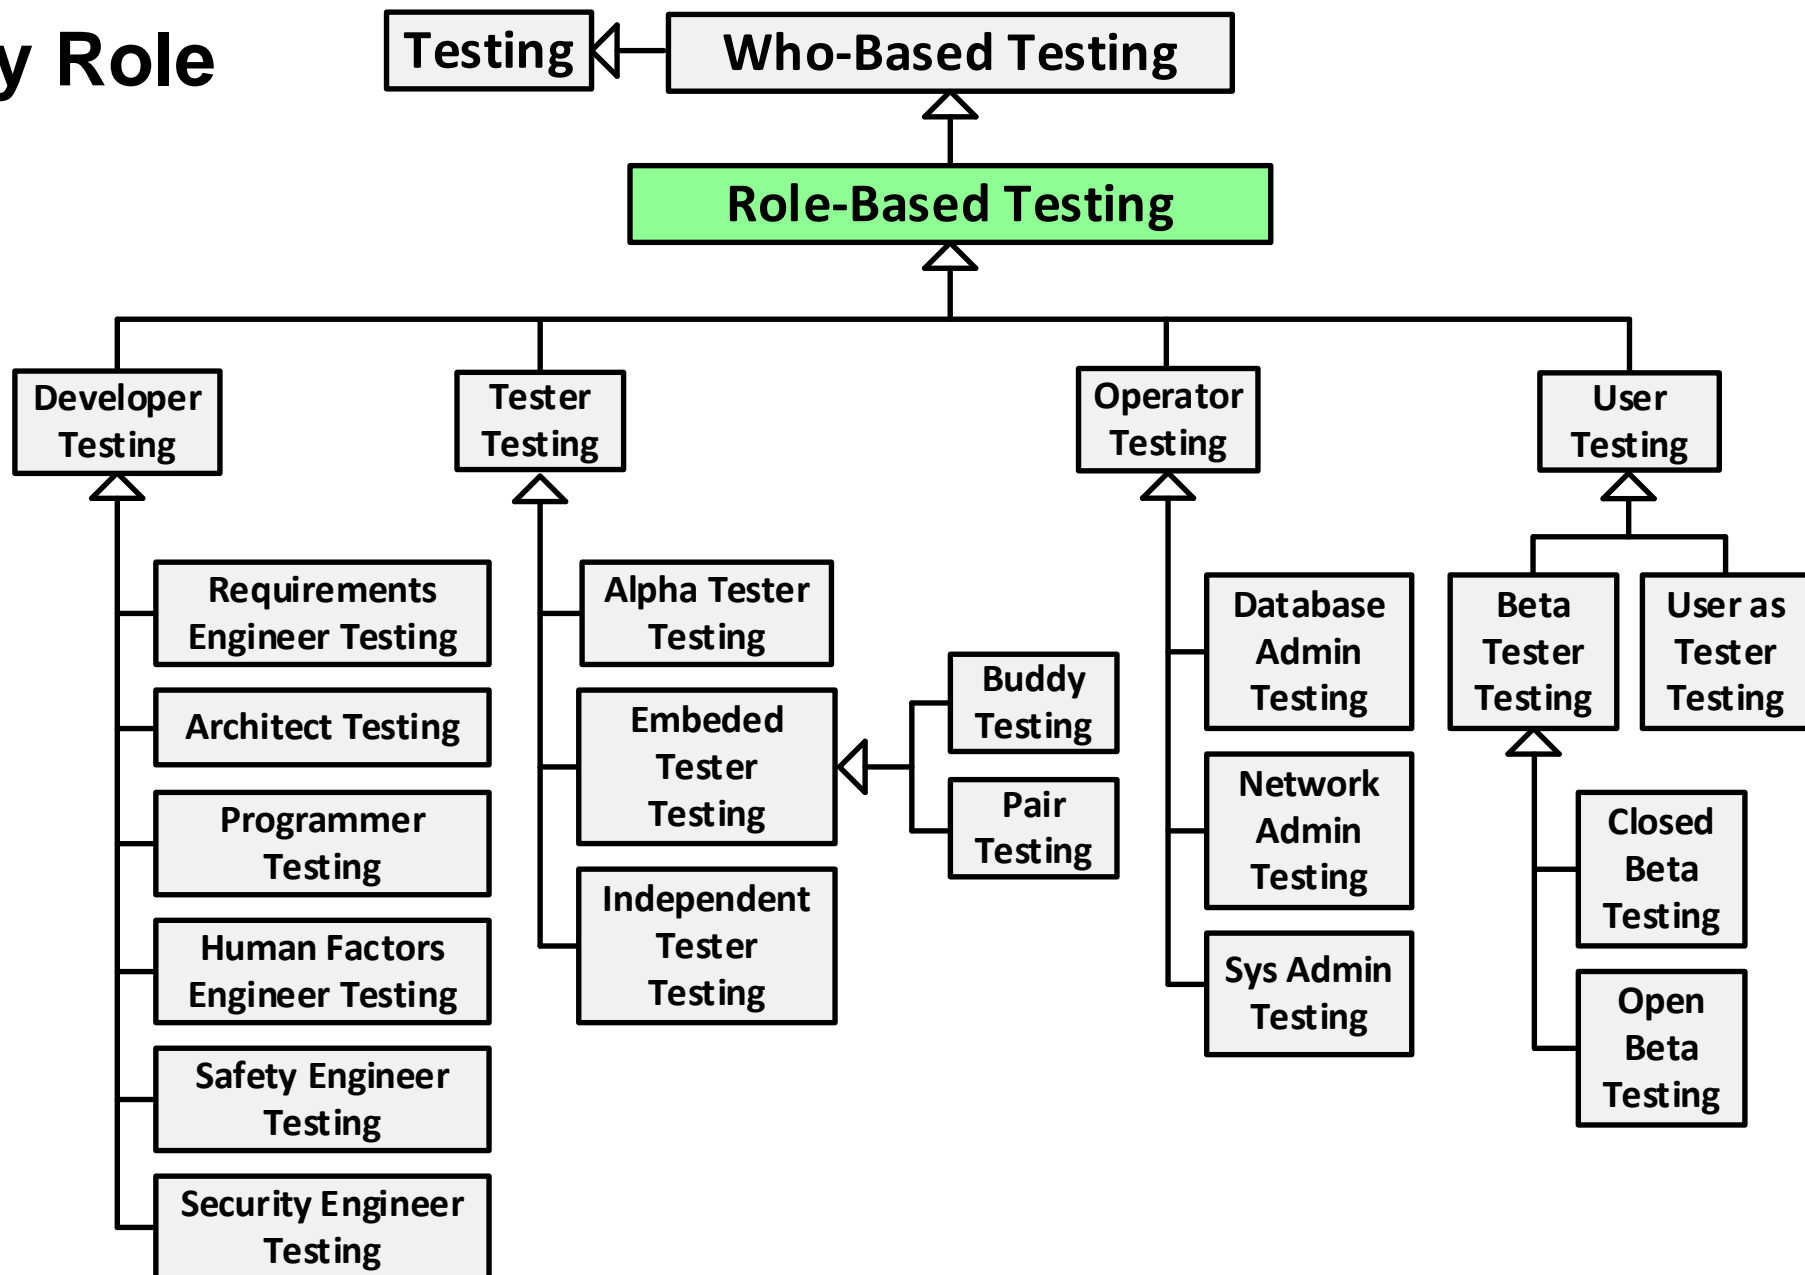 y Role
Testing
Who-Based Testing
Role-Based Testing
Developer
Testing
Tester
Testing
Operator
Testing
User
Testing
Requirements
Engineer Testing
Architect Testing
Programmer
Testing
Human Factors
Engineer Testing
Safety Engineer
Testing
Security Engineer
Testing
Alpha Tester
Testing
Embeded
Tester
Testing
Independent
Tester
Testing
Buddy
Testing
Pair
Testing
Database
Admin
Testing
Network
Admin
Testing
Sys Admin
Testing
Beta
Tester
Testing
User as
Tester
Testing
Closed
Beta
Testing
Open
Beta
Testing